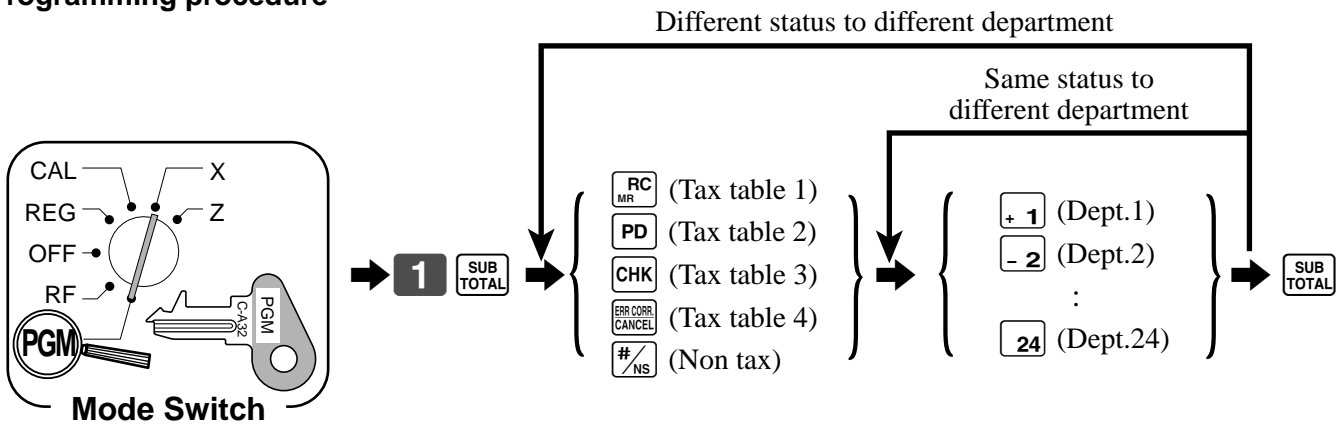 rogramming procedure
Different status to different department
Same status to
different department
CAL
X
REG
Z
OFF
RF
PGM
PGM
C-A32
Mode Switch
1
SUB
TOTAL
RC
MR
(Tax table 1)
PD (Tax table 2)
CHK (Tax table 3)
ERR CORR.
CANCEL
(Tax table 4)
#/NS (Non tax)
+ 1 (Dept.1)
- 2 (Dept.2)
:
24 (Dept.24)
SUB
TOTAL